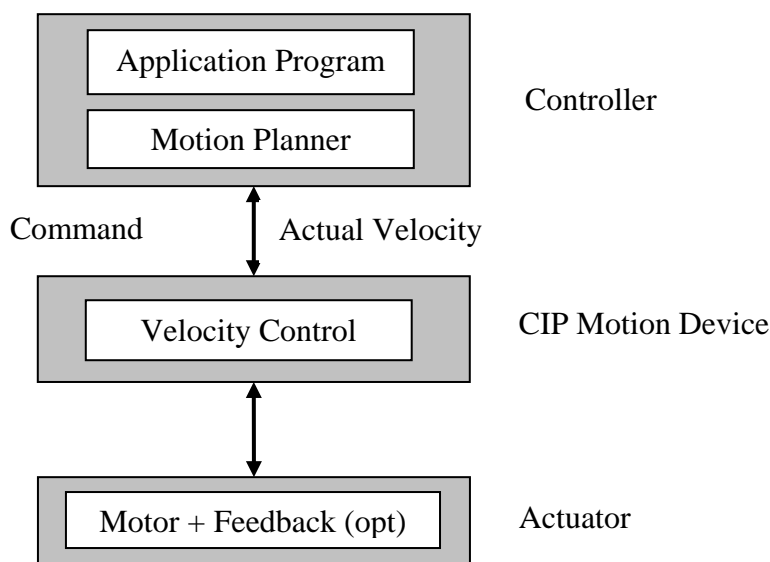 Application Program
Controller
Motion Planner
Command
Actual Velocity
Velocity Control
CIP Motion Device
Motor + Feedback (opt)
Actuator